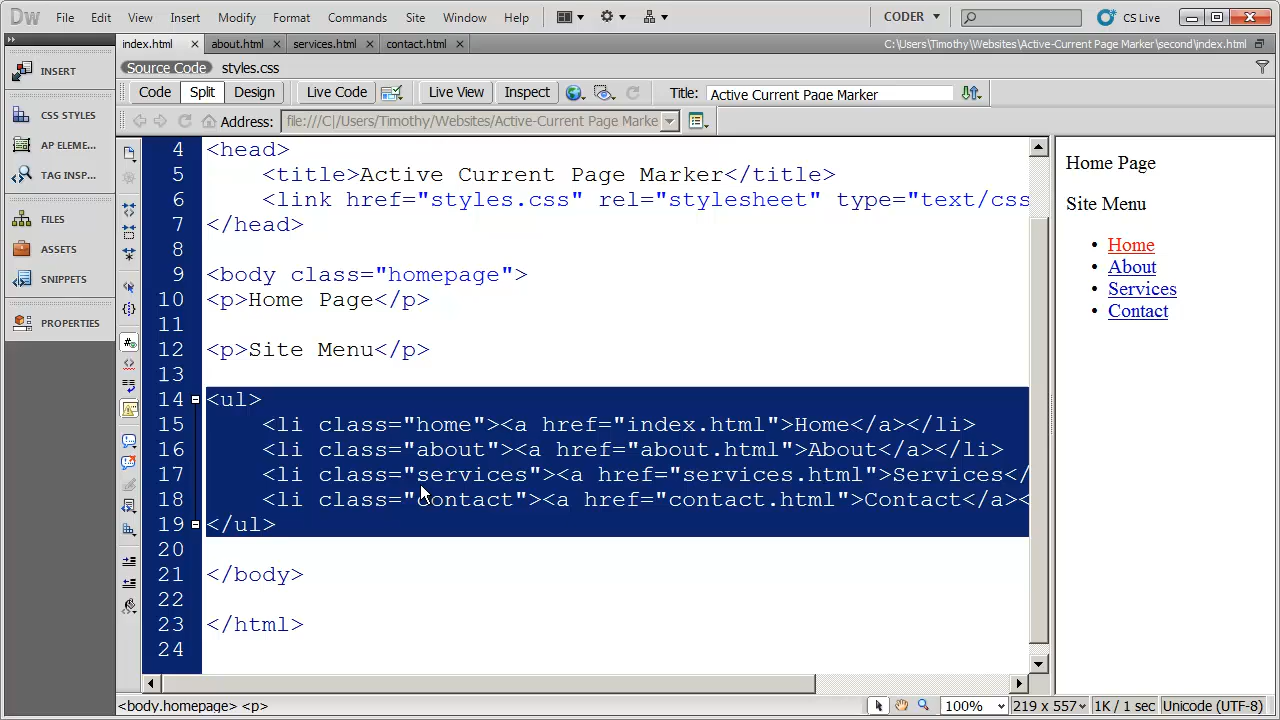 Dw File Edit View Insert Modify Format Commands Site Window Help CODER CS Live
index.html about.html services.html contact.html C:\Users\Timothy\Websites\Active-Current Page Marker\second\index.html
Source Code styles.css
Code Split Design Live Code Live View Inspect Title: Active Current Page Marker
Address: file:///C|/Users/Timothy/Websites/Active-Current Page Marke
INSERT
CSS STYLES
AP ELEME...
TAG INSP...
FILES
ASSETS
SNIPPETS
PROPERTIES
4 <head>
5 <title>Active Current Page Marker</title>
6 <link href="styles.css" rel="stylesheet" type="text/css
7 </head>
8
9 <body class="homepage">
10 <p>Home Page</p>
11
12 <p>Site Menu</p>
13
14 <ul>
15 <li class="home"><a href="index.html">Home</a></li>
16 <li class="about"><a href="about.html">About</a></li>
17 <li class="services"><a href="services.html">Services</
18 <li class="contact"><a href="contact.html">Contact</a><
19 </ul>
20
21 </body>
22
23 </html>
24
Home Page
Site Menu
• Home
• About
• Services
• Contact
<body.homepage> <p> 100% 219 x 557 1K / 1 sec Unicode (UTF-8)